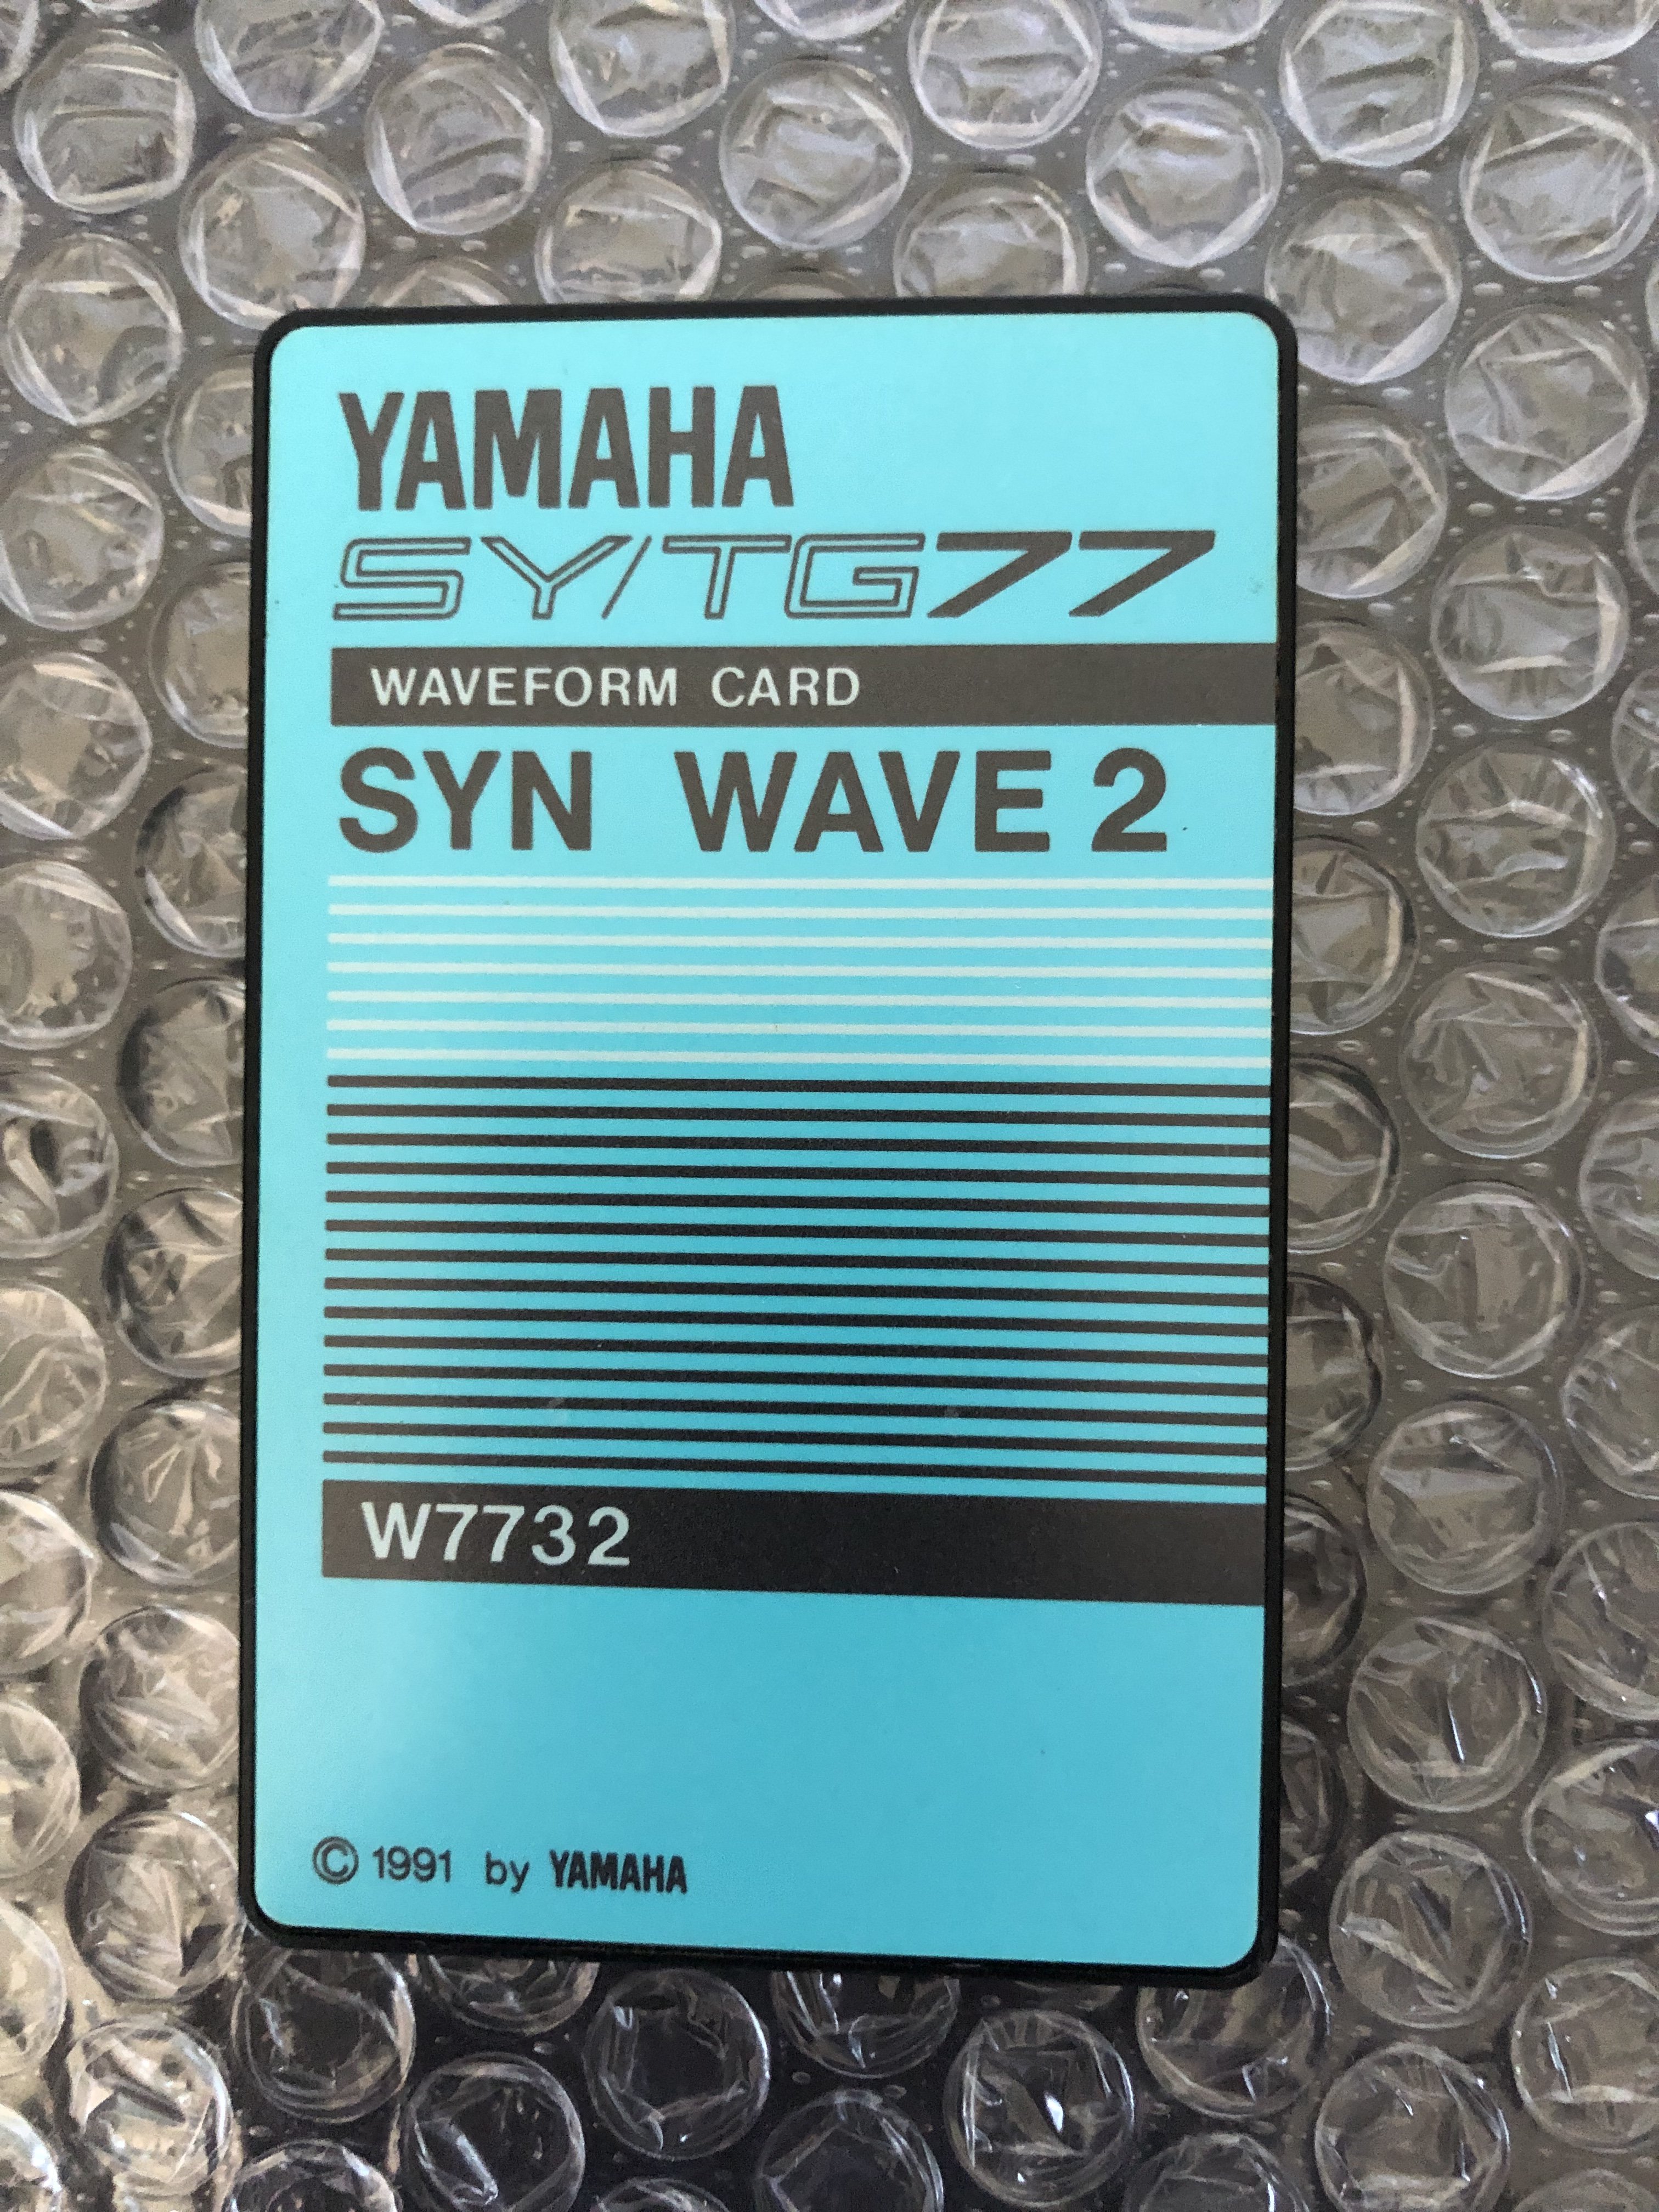 YAMAHA
SY/TG77
WAVEFORM CARD
SYN WAVE 2
W7732
© 1991 by YAMAHA